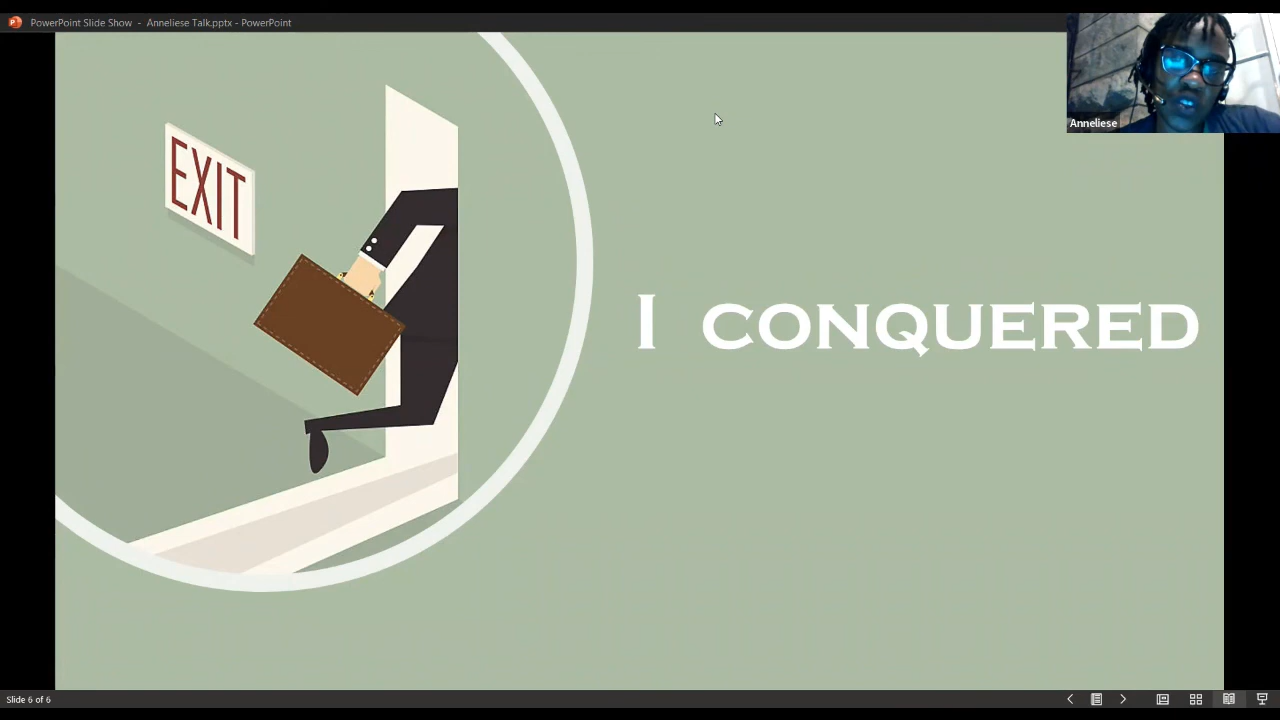 PowerPoint Slide Show - Anneliese Talk.pptx - PowerPoint
Anneliese
EXIT
I CONQUERED
Slide 6 of 6